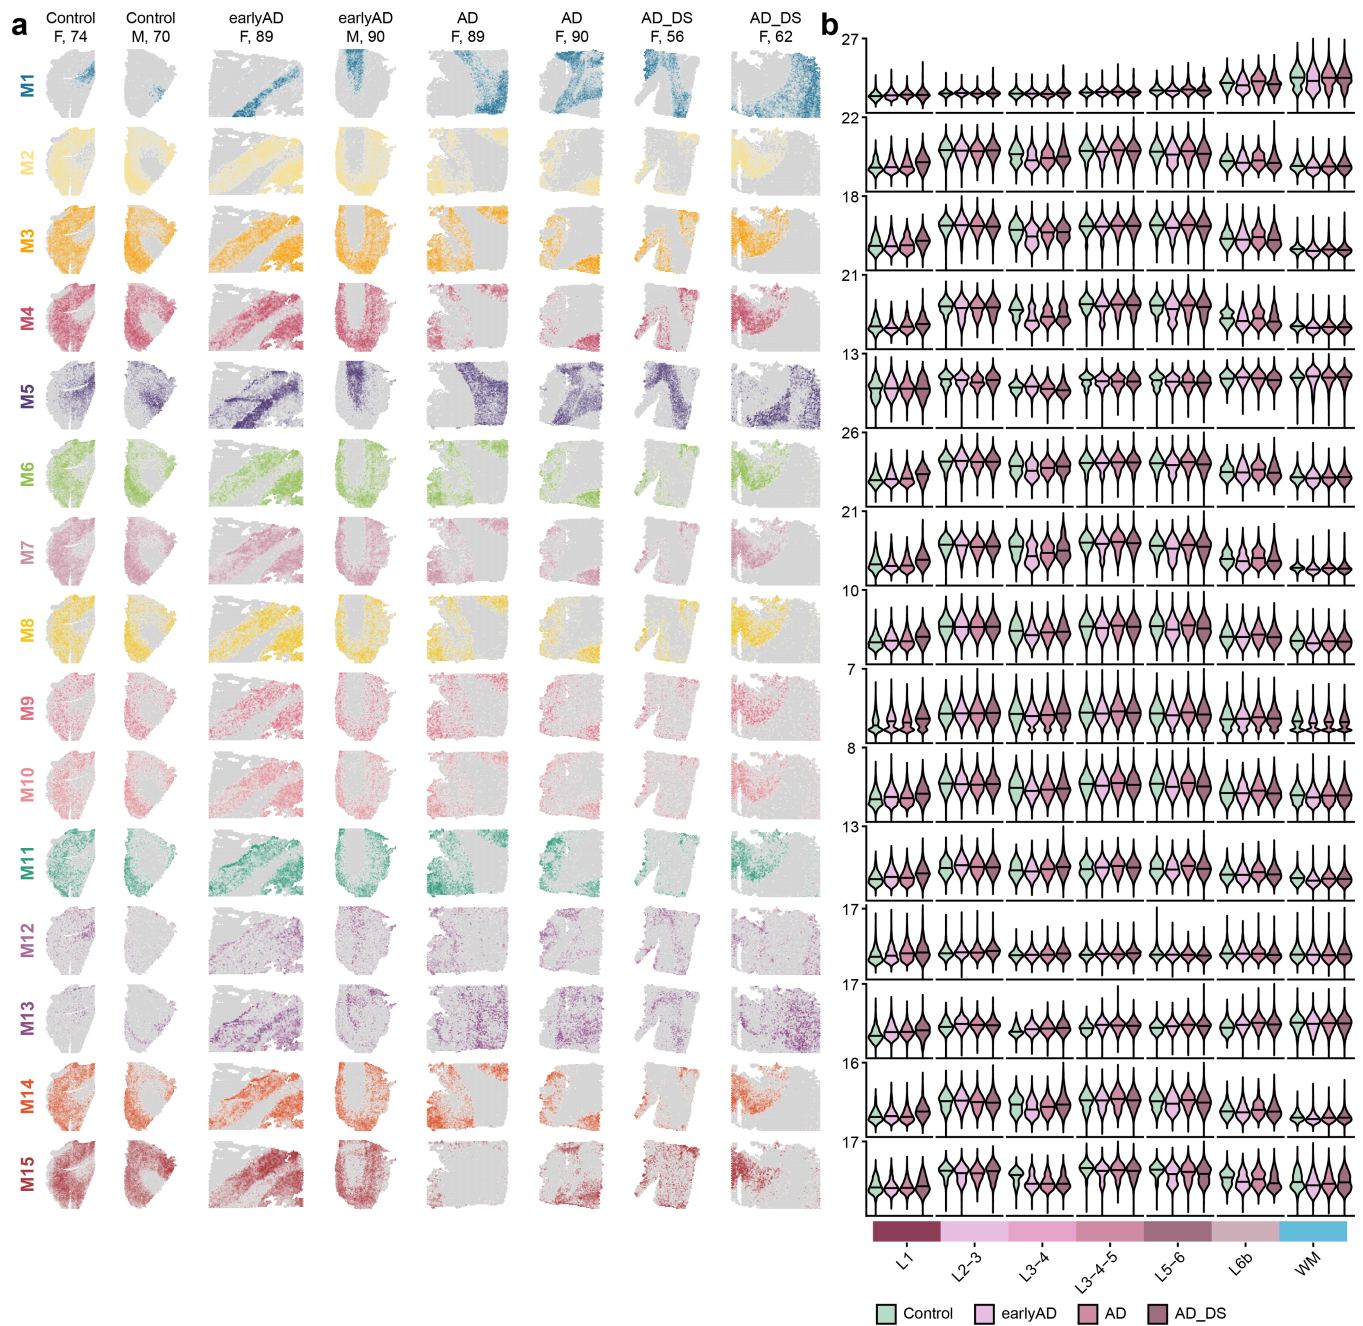 a
Control
F, 74
Control
M, 70
earlyAD
F, 89
earlyAD
M, 90
AD
F, 89
AD
F, 90
AD_DS
F, 56
AD_DS
F, 62
M1
M2
M3
M4
M5
M6
M7
M8
M9
M10
M11
M12
M13
M14
M15
b
27
22
18
21
13
26
21
10
7
8
13
17
17
16
17
L1
L2-3
L3-4
L3-4-5
L5-6
L6b
WM
Control
earlyAD
AD
AD_DS